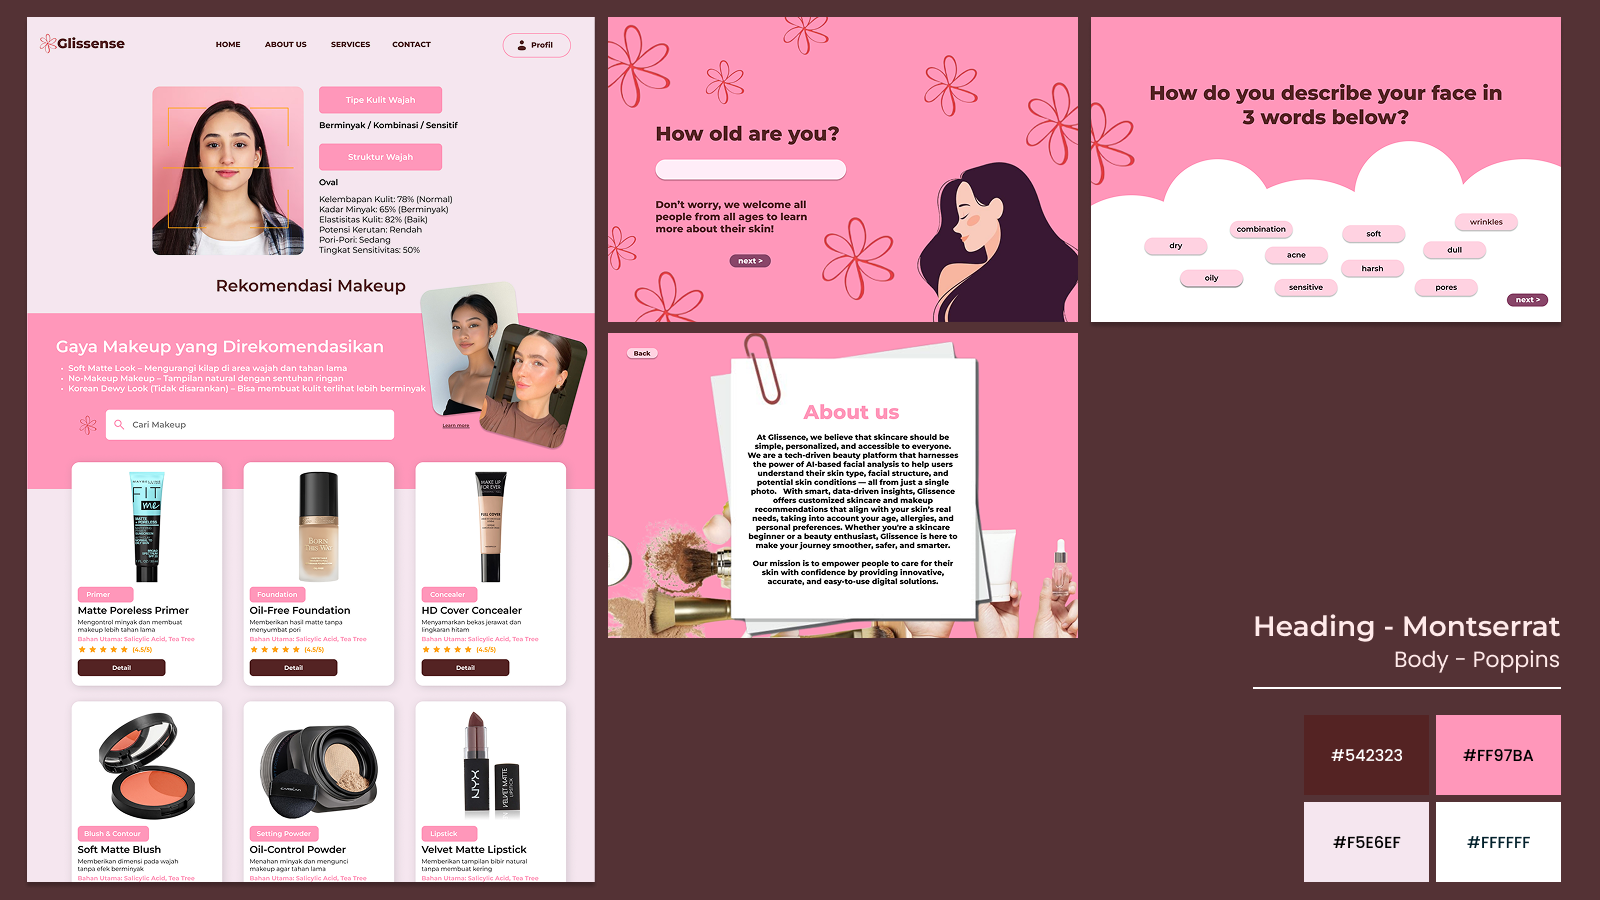 Glissense
HOME
ABOUT US
SERVICES
CONTACT
Profil
Tipe Kulit Wajah
Berminyak / Kombinasi / Sensitif
Struktur Wajah
Oval
Kelembapan Kulit: 78% (Normal)
Kadar Minyak: 65% (Berminyak)
Elastisitas Kulit: 82% (Baik)
Potensi Kerutan: Rendah
Pori-Pori: Sedang
Tingkat Sensitivitas: 50%
Rekomendasi Makeup
Gaya Makeup yang Direkomendasikan
• Soft Matte Look – Mengurangi kilap di area wajah dan tahan lama
• No-Makeup Makeup – Tampilan natural dengan sentuhan ringan
• Korean Dewy Look (Tidak disarankan) – Bisa membuat kulit terlihat lebih berminyak
Cari Makeup
Learn more
MAYBELLINE
FIT
me
MATTE
+ PORELESS
Primer
Matte Poreless Primer
Mengontrol minyak dan membuat
makeup lebih tahan lama
Bahan Utama: Salicylic Acid, Tea Tree
(4.5/5)
Detail
BORN
THIS WAY
Foundation
Oil-Free Foundation
Memberikan hasil matte tanpa
menyumbat pori
Bahan Utama: Salicylic Acid, Tea Tree
(4.5/5)
Detail
MAKE UP
FOR EVER
FULL COVER
Concealer
HD Cover Concealer
Menyamarkan bekas jerawat dan
lingkaran hitam
Bahan Utama: Salicylic Acid, Tea Tree
(4.5/5)
Detail
Blush & Contour
Soft Matte Blush
Memberikan dimensi pada wajah
tanpa efek berminyak
Bahan Utama: Salicylic Acid, Tea Tree
Setting Powder
Oil-Control Powder
Menahan minyak dan mengunci
makeup agar tahan lama
Bahan Utama: Salicylic Acid, Tea Tree
NYX
VELVET MATTE
LIPSTICK
Lipstick
Velvet Matte Lipstick
Memberikan tampilan bibir natural
tanpa membuat kering
Bahan Utama: Salicylic Acid, Tea Tree
How old are you?
Don't worry, we welcome all
people from all ages to learn
more about their skin!
next >
How do you describe your face in
3 words below?
wrinkles
combination
soft
dry
dull
acne
harsh
oily
sensitive
pores
next >
Back
About us
At Glissence, we believe that skincare should be
simple, personalized, and accessible to everyone.
We are a tech-driven beauty platform that harnesses
the power of AI-based facial analysis to help users
understand their skin type, facial structure, and
potential skin conditions — all from just a single
photo. With smart, data-driven insights, Glissence
offers customized skincare and makeup
recommendations that align with your skin's real
needs, taking into account your age, allergies, and
personal preferences. Whether you're a skincare
beginner or a beauty enthusiast, Glissence is here to
make your journey smoother, safer, and smarter.
Our mission is to empower people to care for their
skin with confidence by providing innovative,
accurate, and easy-to-use digital solutions.
Heading - Montserrat
Body - Poppins
#542323
#FF97BA
#F5E6EF
#FFFFFF